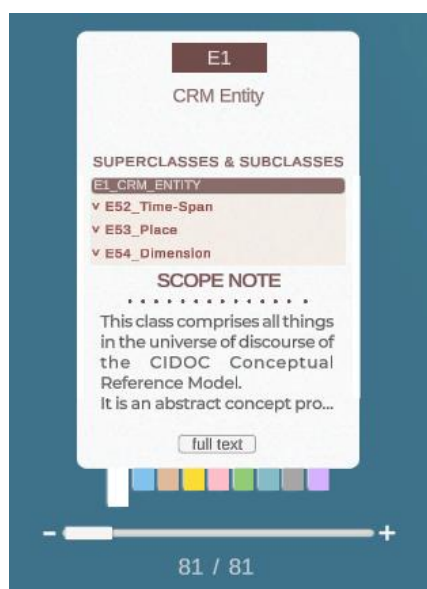 E1
CRM Entity
SUPERCLASSES & SUBCLASSES
E1_CRM_ENTITY
v E52_Time-Span
v E53_Place
v E54_Dimension
SCOPE NOTE
This class comprises all things
in the universe of discourse of
the CIDOC Conceptual
Reference Model.
It is an abstract concept pro...
full text
- +
81 / 81